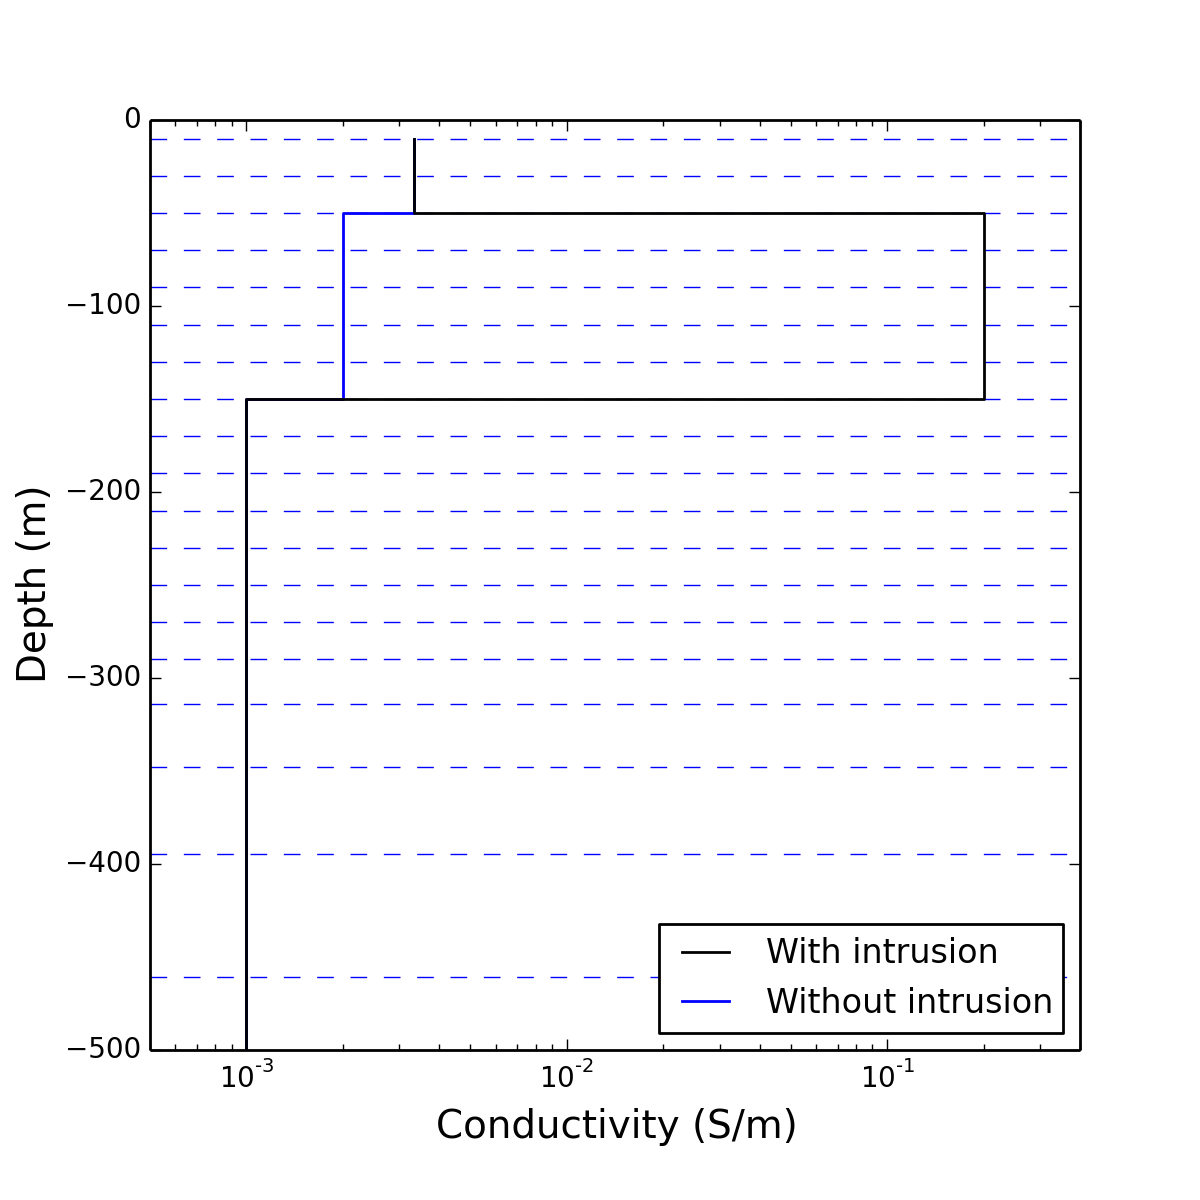 0
−100
−200
−300
−400
−500
Depth (m)
10⁻³ 10⁻² 10⁻¹
Conductivity (S/m)
With intrusion
Without intrusion